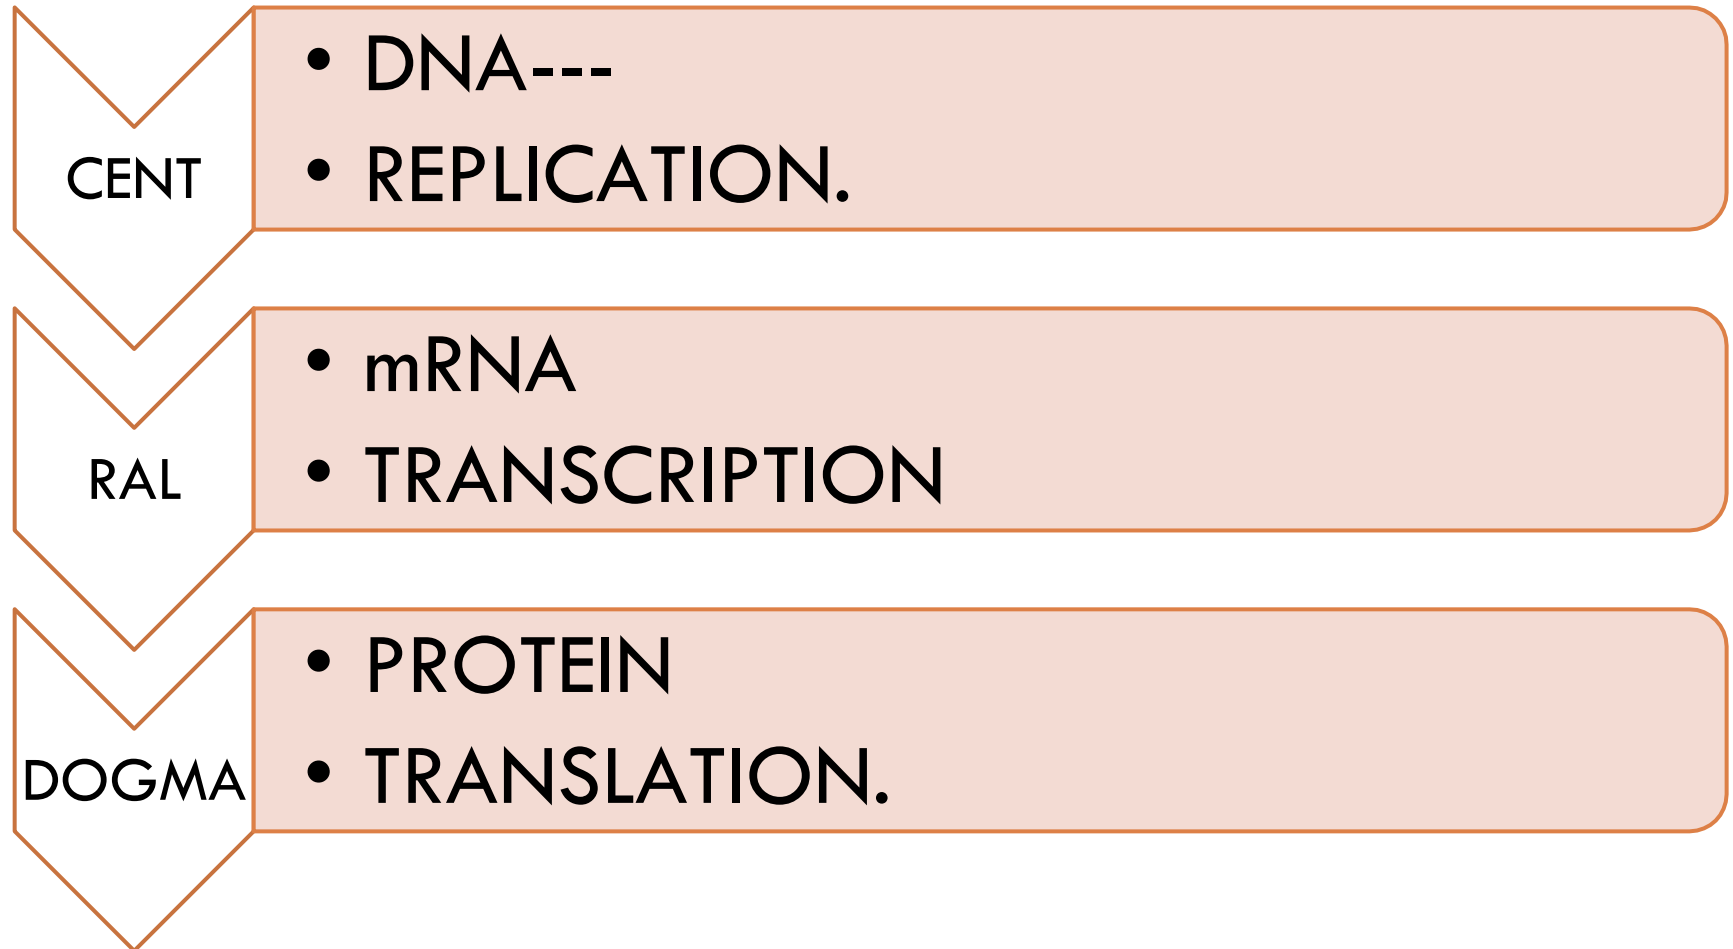 CENT
• DNA---
• REPLICATION.
RAL
• mRNA
• TRANSCRIPTION
DOGMA
• PROTEIN
• TRANSLATION.